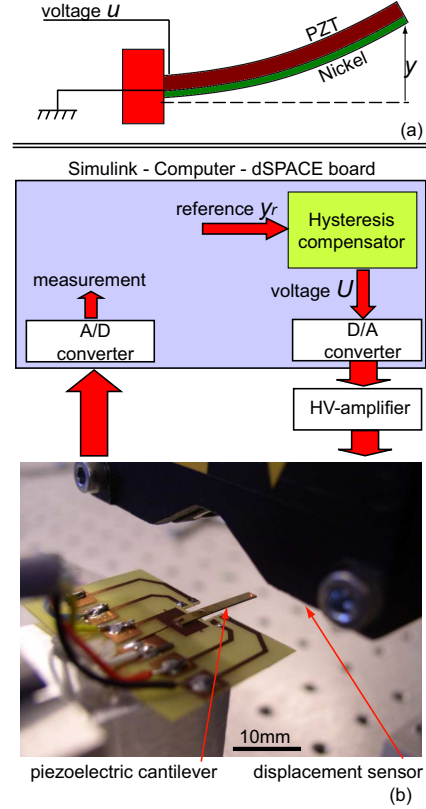 voltage u
PZT
Nickel
y
(a)
Simulink - Computer - dSPACE board
reference yr
Hysteresis
compensator
measurement
voltage U
A/D
converter
D/A
converter
HV-amplifier
10mm
piezoelectric cantilever
displacement sensor
(b)